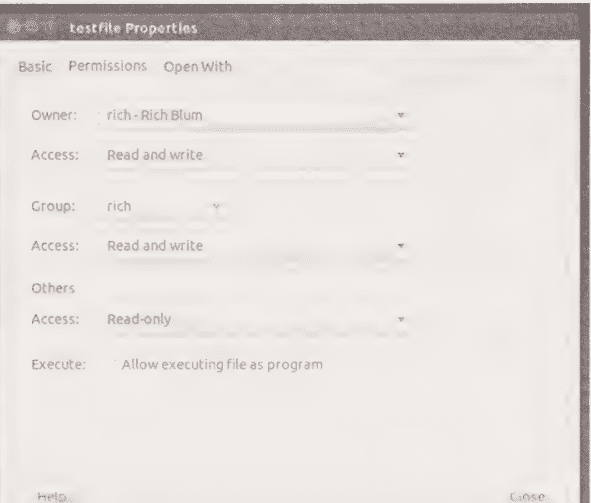 testfile Properties
Basic Permissions Open With
Owner: rich - Rich Blum
Access: Read and write
Group: rich
Access: Read and write
Others
Access: Read-only
Execute: Allow executing file as program
Help Close